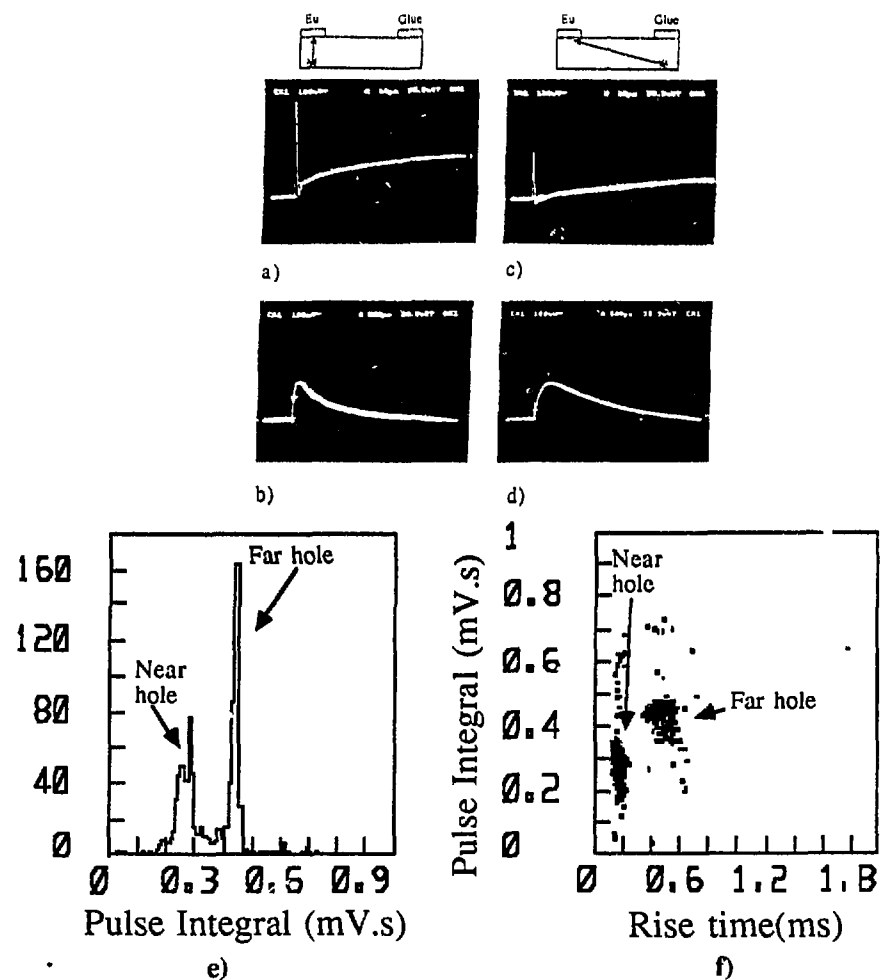 Eu
Glue
Eu
Glue
a)
c)
b)
d)
160
120
80
40
0
Near hole
Far hole
0 0.3 0.6 0.9
Pulse Integral (mV.s)
e)
Pulse Integral (mV.s)
1
0.8
0.6
0.4
0.2
0
Near hole
Far hole
0 0.6 1.2 1.8
Rise time(ms)
f)